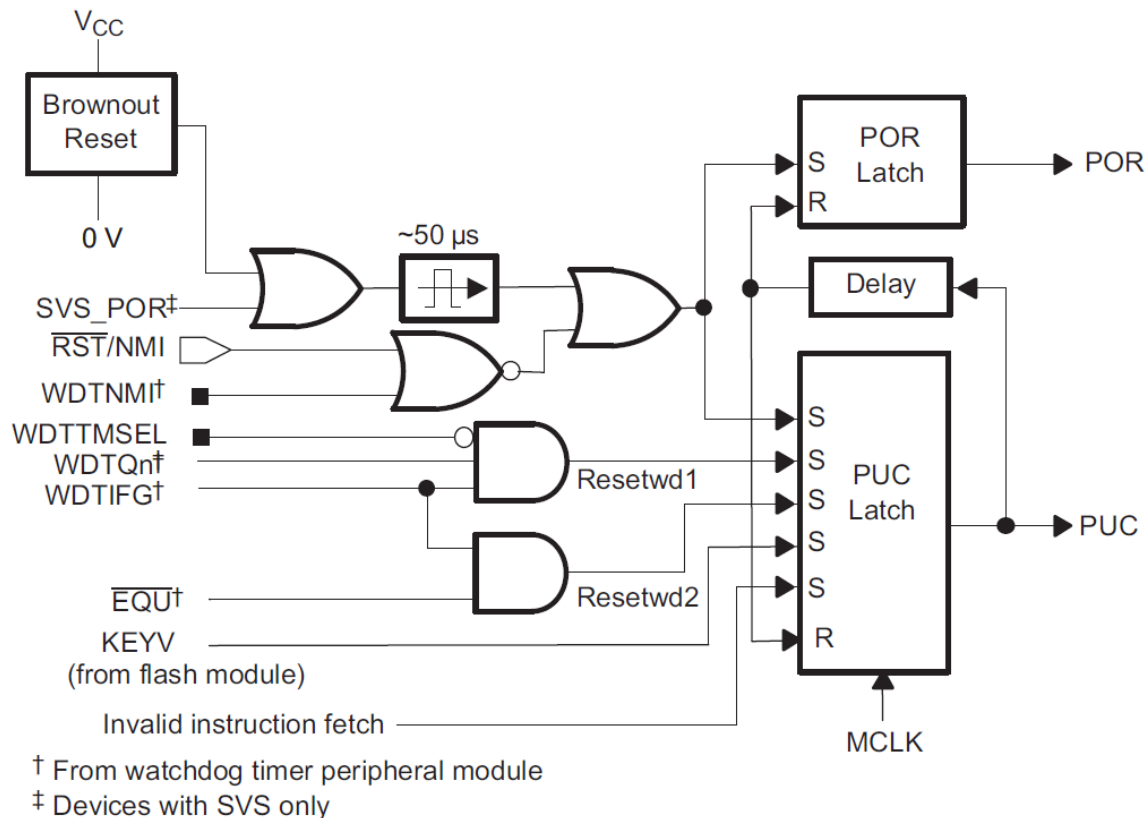 VCC
Brownout
Reset
0 V
~50 µs
SVS_POR‡
RST/NMI
WDTNMI†
WDTTMSEL
WDTQn‡
WDTIFG†
EQU†
KEYV
(from flash module)
Invalid instruction fetch
Resetwd1
Resetwd2
S
R
POR
Latch
POR
Delay
S
S
S
S
S
R
PUC
Latch
PUC
MCLK
† From watchdog timer peripheral module
‡ Devices with SVS only